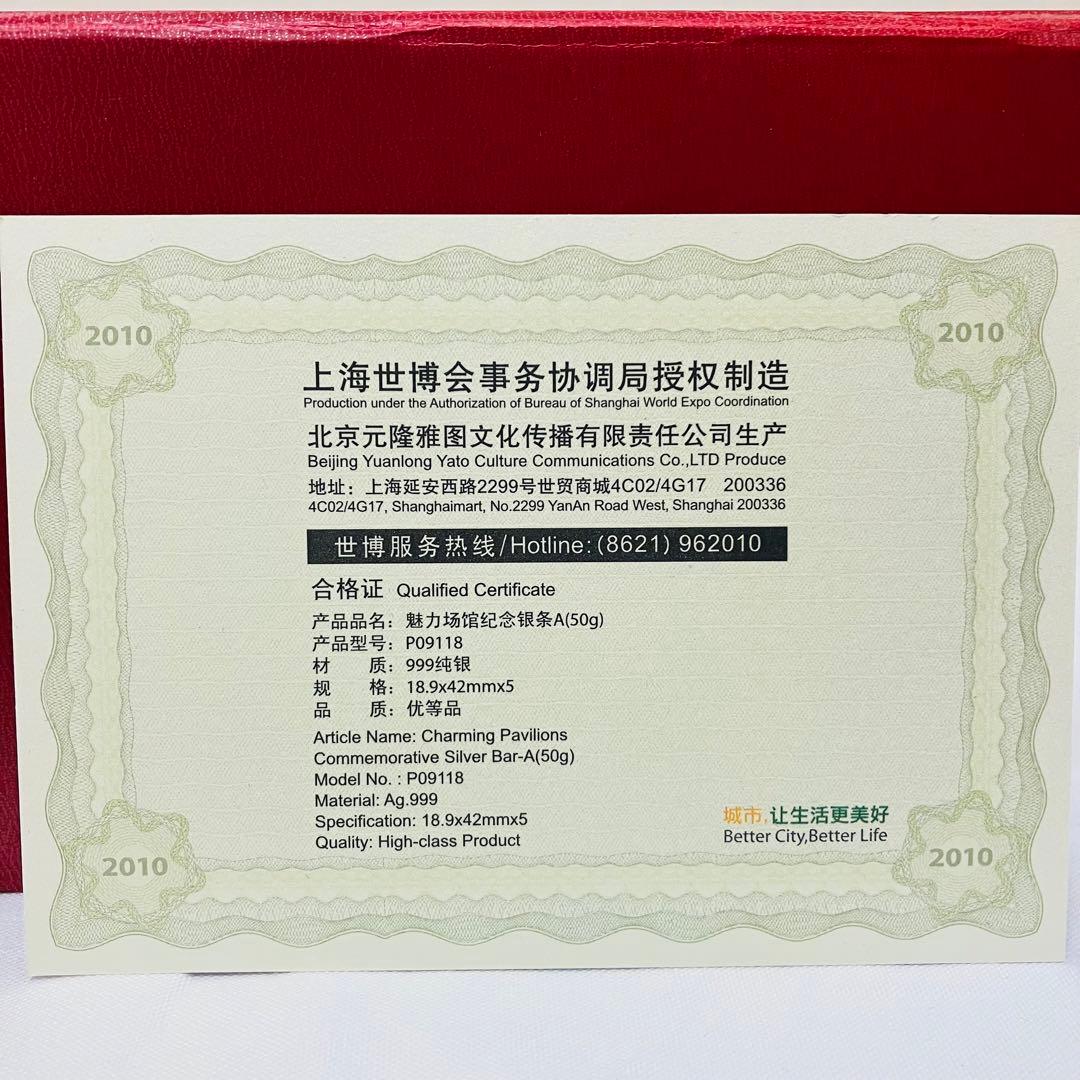 2010
2010
上海世博会事务协调局授权制造
Production under the Authorization of Bureau of Shanghai World Expo Coordination
北京元隆雅图文化传播有限责任公司生产
Beijing Yuanlong Yato Culture Communications Co.,LTD Produce
地址：上海延安西路2299号世贸商城4C02/4G17 200336
4C02/4G17, Shanghaimart, No.2299 YanAn Road West, Shanghai 200336
世博服务热线/Hotline:(8621) 962010
合格证 Qualified Certificate
产品品名：魅力场馆纪念银条A(50g)
产品型号：P09118
材 质：999纯银
规 格：18.9x42mmx5
品 质：优等品
Article Name: Charming Pavilions
Commemorative Silver Bar-A(50g)
Model No. : P09118
Material: Ag.999
Specification: 18.9x42mmx5
Quality: High-class Product
城市,让生活更美好
Better City,Better Life
2010
2010